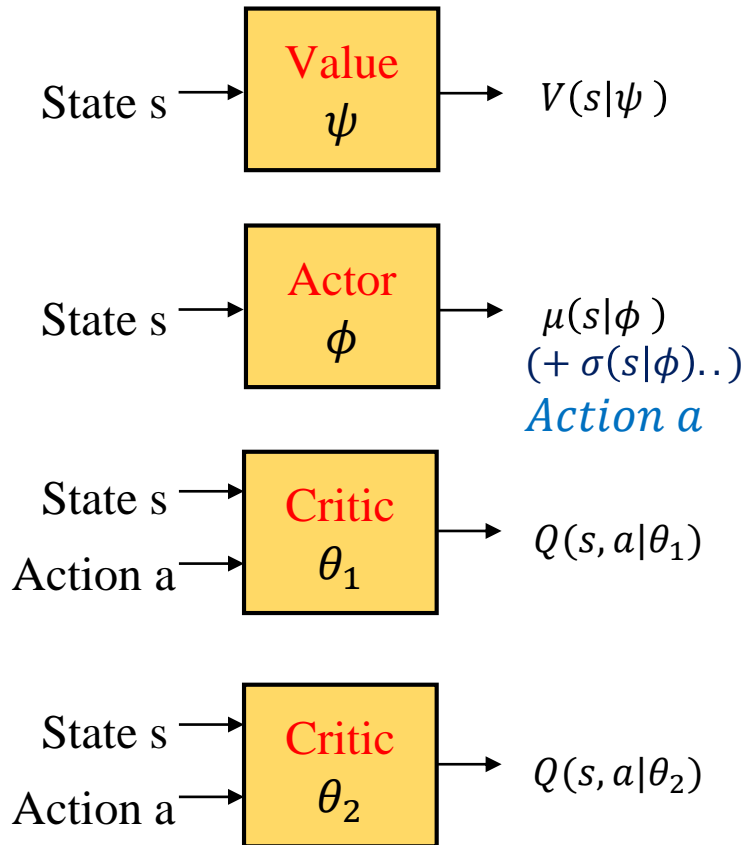 Value
State s
ψ
V(s|ψ )
Actor
State s
ϕ
μ(s|ϕ )
(+ σ(s|ϕ)..)
Action a
State s
Critic
Q(s, a|θ₁)
Action a
θ₁
State s
Critic
Q(s, a|θ₂)
Action a
θ₂